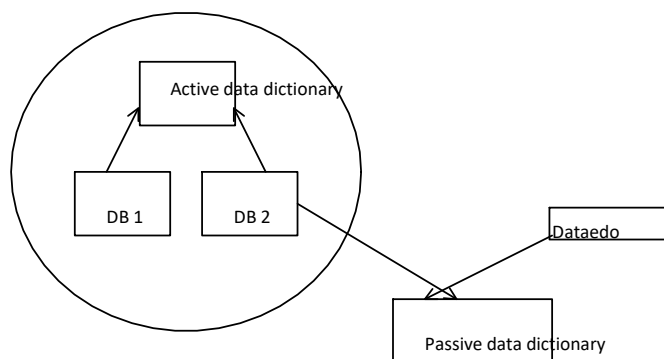 Active data dictionary
DB 1
DB 2
Dataedo
Passive data dictionary